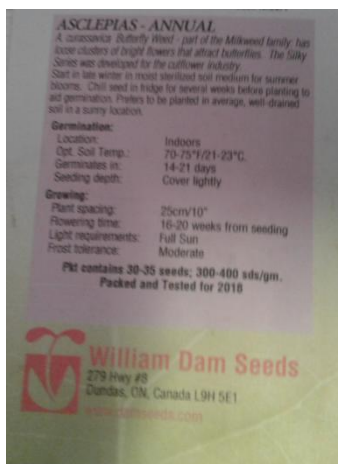 ASCLEPIAS - ANNUAL
A. curassavica Butterfly Weed - part of the Milkweed family has
loose clusters of bright flowers that attract butterflies. The Silky
Series was developed for the cutflower industry.
Start in late winter in moist sterilized soil medium for summer
blooms. Chill seed in fridge for several weeks before planting to
aid germination. Prefers to be planted in average, well-drained
soil in a sunny location.
Germination:
Location: Indoors
Opt. Soil Temp.: 70-75°F/21-23°C.
Germinates in: 14-21 days
Seeding depth: Cover lightly
Growing:
Plant spacing: 25cm/10"
Flowering time: 16-20 weeks from seeding
Light requirements: Full Sun
Frost tolerance: Moderate
Pkt contains 30-35 seeds; 300-400 sds/gm.
Packed and Tested for 2018
William Dam Seeds
279 Hwy #8
Dundas, ON, Canada L9H 5E1
www.damseeds.com